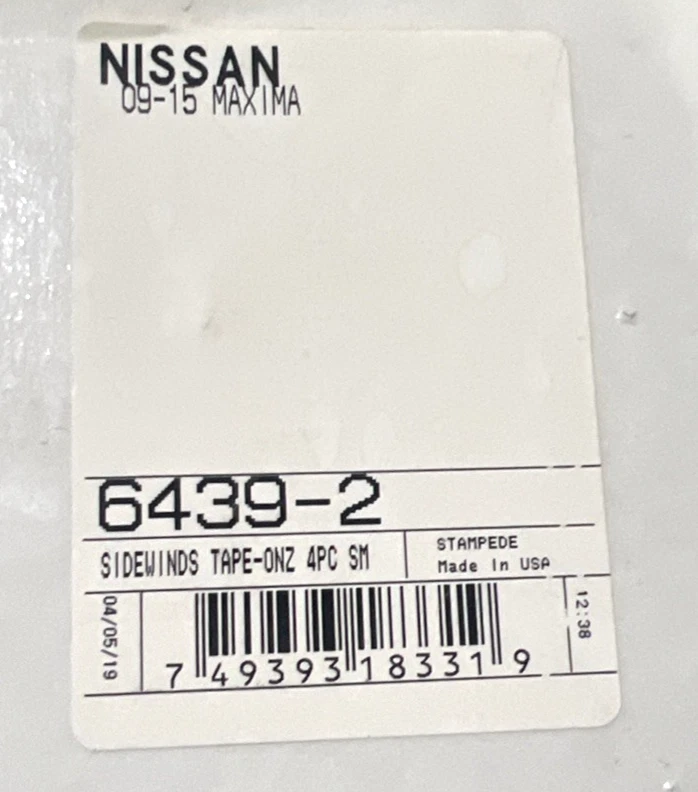 NISSAN
09-15 MAXIMA
6439-2
SIDEWINDS TAPE-ONZ 4PC SM
STAMPEDE
Made In USA
04/05/19
7 49393 18331 9
12:38